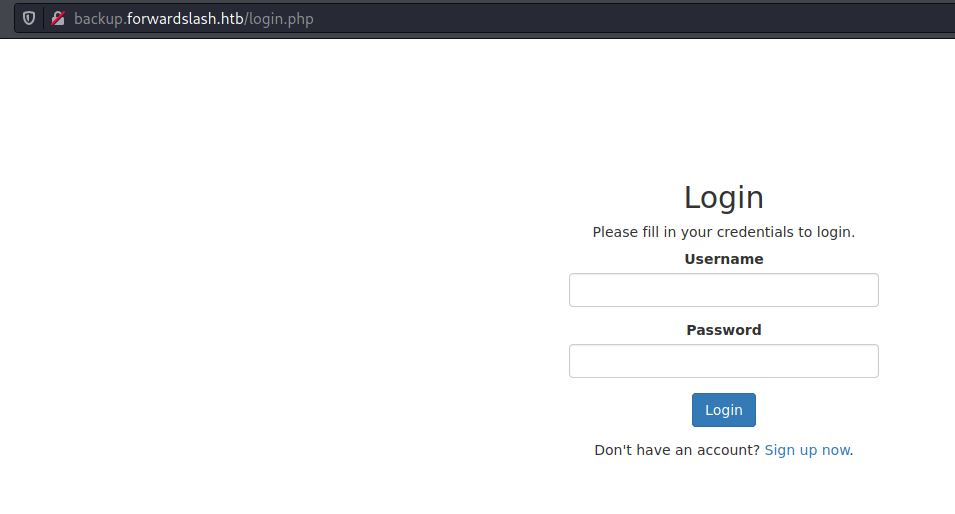 backup.forwardslash.htb/login.php
Login
Please fill in your credentials to login.
Username
Password
Login
Don't have an account? Sign up now.